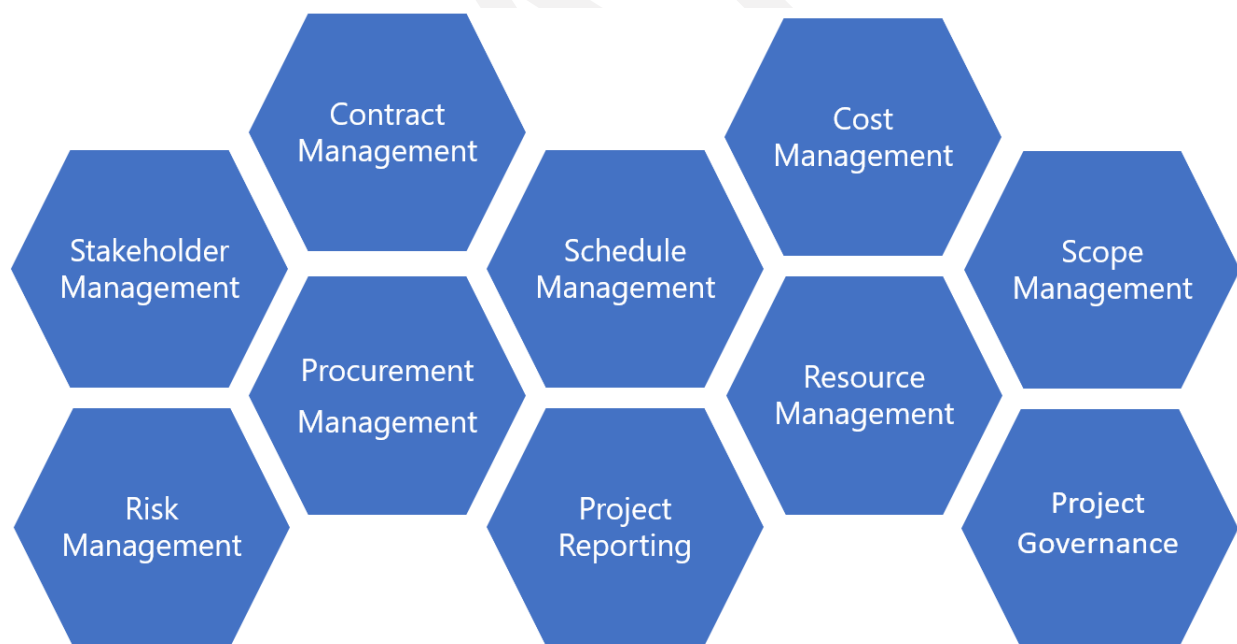 Contract
Management
Cost
Management
Stakeholder
Management
Schedule
Management
Scope
Management
Procurement
Management
Resource
Management
Risk
Management
Project
Reporting
Project
Governance